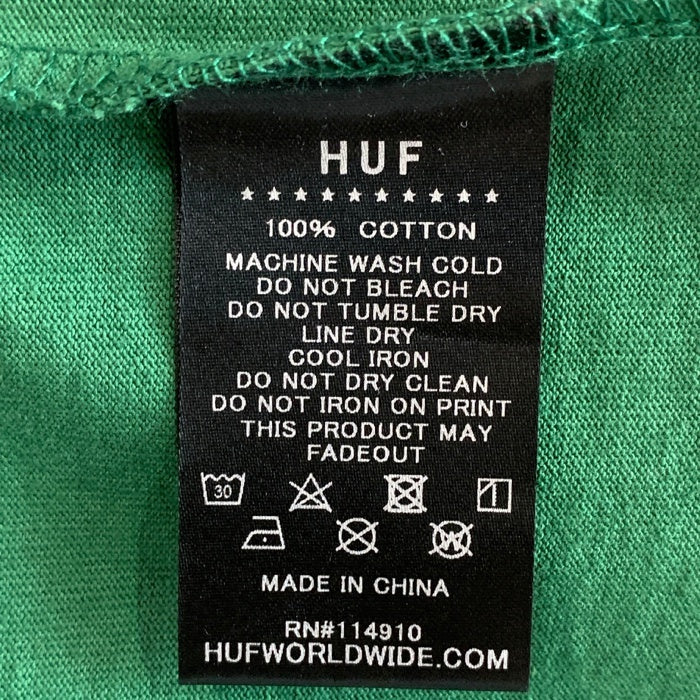 HUF
★★★★★★★★★★
100% COTTON
MACHINE WASH COLD
DO NOT BLEACH
DO NOT TUMBLE DRY
LINE DRY
COOL IRON
DO NOT DRY CLEAN
DO NOT IRON ON PRINT
THIS PRODUCT MAY
FADEOUT
30
W
MADE IN CHINA
RN#114910
HUFWORLDWIDE.COM